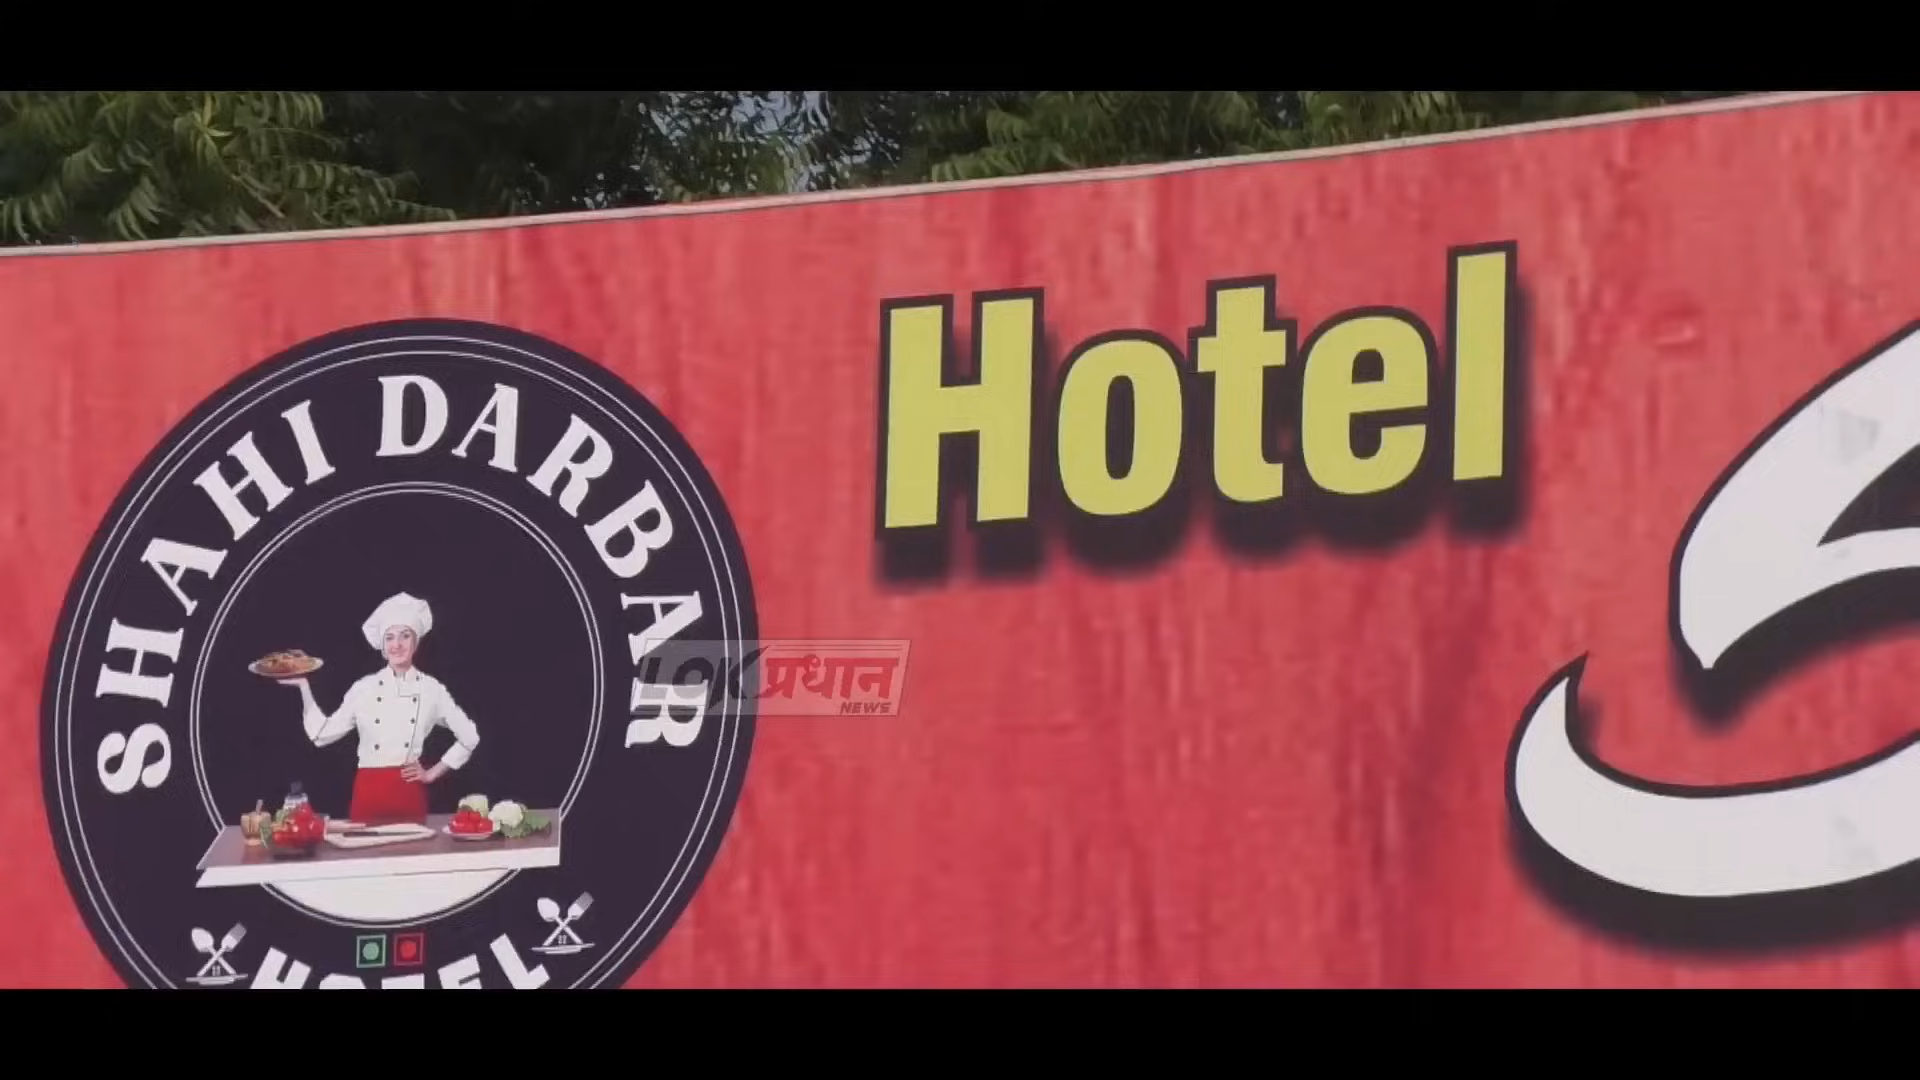 SHAHI DARBAR
HOTEL
Hotel
S
LOK प्रधान
NEWS